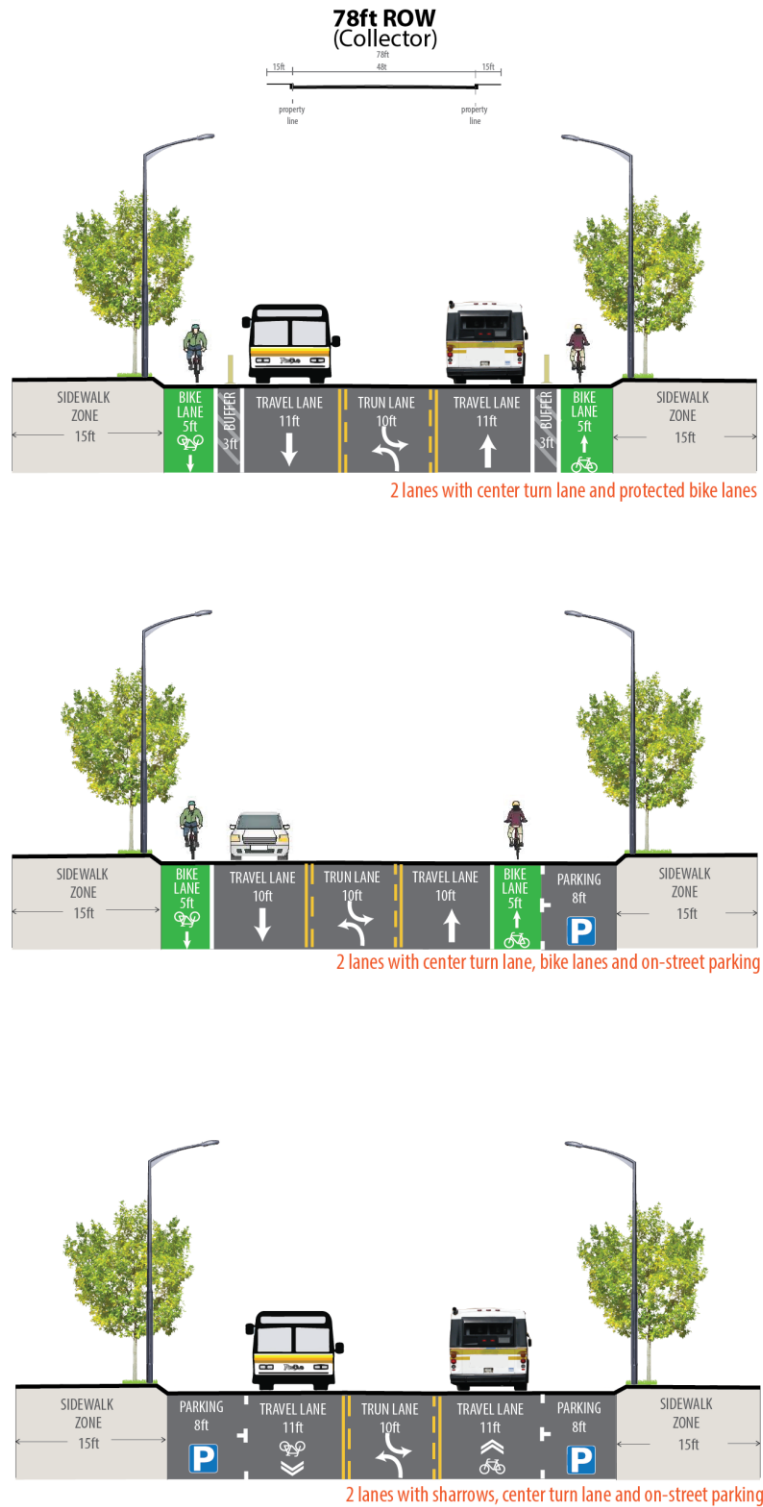 78ft ROW
(Collector)
78ft
15ft 48t 15ft
property
line
property
line
SIDEWALK
ZONE
15ft
BIKE
LANE
5ft
BUFFER
3ft
TRAVEL LANE
11ft
TRUN LANE
10ft
TRAVEL LANE
11ft
BUFFER
3ft
BIKE
LANE
5ft
SIDEWALK
ZONE
15ft
2 lanes with center turn lane and protected bike lanes
SIDEWALK
ZONE
15ft
BIKE
LANE
5ft
TRAVEL LANE
10ft
TRUN LANE
10ft
TRAVEL LANE
10ft
BIKE
LANE
5ft
PARKING
8ft
P
SIDEWALK
ZONE
15ft
2 lanes with center turn lane, bike lanes and on-street parking
SIDEWALK
ZONE
15ft
PARKING
8ft
P
TRAVEL LANE
11ft
TRUN LANE
10ft
TRAVEL LANE
11ft
PARKING
8ft
P
SIDEWALK
ZONE
15ft
2 lanes with sharrows, center turn lane and on-street parking